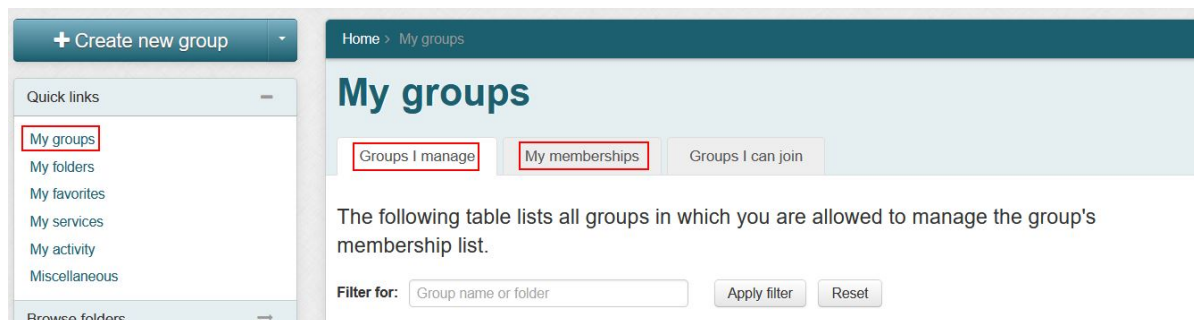 + Create new group
Quick links
My groups
My folders
My favorites
My services
My activity
Miscellaneous
Browse folders
Home › My groups
My groups
Groups I manage
My memberships
Groups I can join
The following table lists all groups in which you are allowed to manage the group's
membership list.
Filter for:
Group name or folder
Apply filter
Reset